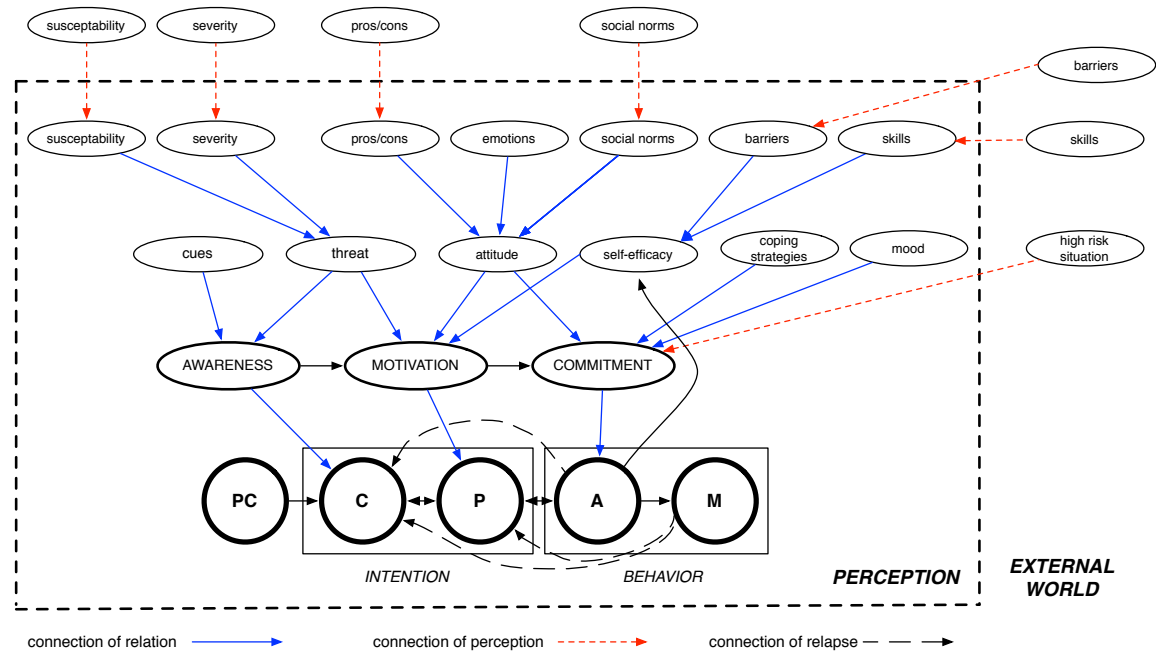 susceptability
severity
pros/cons
social norms
barriers
susceptability
severity
pros/cons
emotions
social norms
barriers
skills
skills
cues
threat
attitude
self-efficacy
coping
strategies
mood
high risk
situation
AWARENESS
MOTIVATION
COMMITMENT
PC
C
P
A
M
INTENTION
BEHAVIOR
PERCEPTION
EXTERNAL
WORLD
connection of relation
connection of perception
connection of relapse